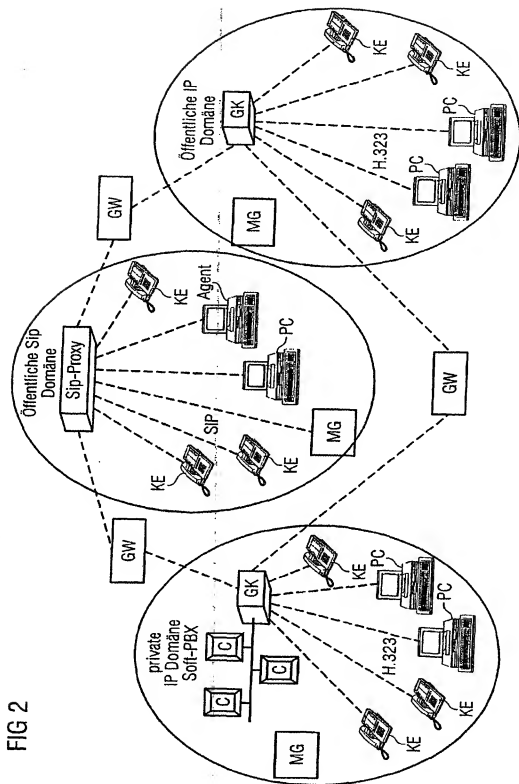 FIG 2
private
IP Domäne
Soft-PBX
C
C
C
GK
MG
H.323
KE
KE
KE
PC
PC
GW
Öffentliche Sip
Domäne
Sip-Proxy
SIP
KE
KE
KE
Agent
PC
MG
GW
GW
Öffentliche IP
Domäne
GK
MG
H.323
KE
KE
KE
PC
PC